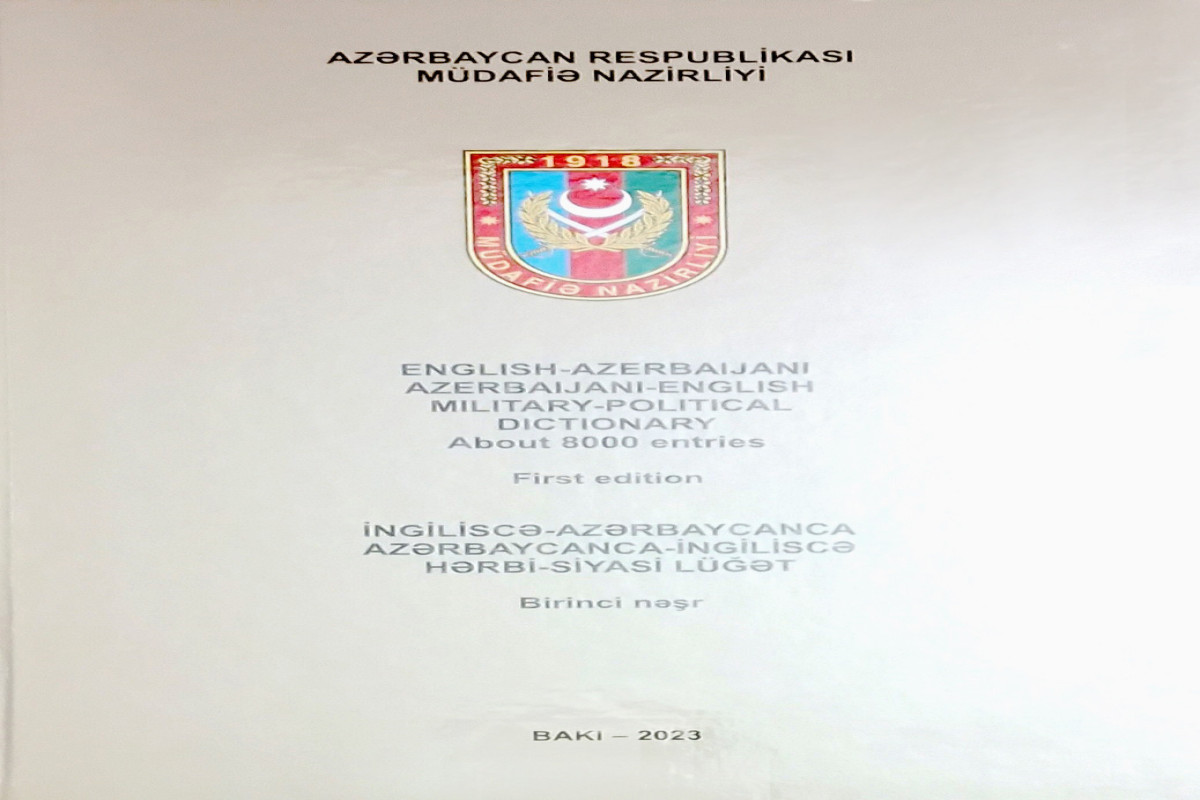 AZƏRBAYCAN RESPUBLİKASI
MÜDAFİƏ NAZİRLİYİ
1918
MÜDAFİƏ NAZİRLİYİ
ENGLISH-AZERBAIJANI
AZERBAIJANI-ENGLISH
MILITARY-POLITICAL
DICTIONARY
About 8000 entries
First edition
İNGİLİSCƏ-AZƏRBAYCANCA
AZƏRBAYCANCA-İNGİLİSCƏ
HƏRBİ-SİYASİ LÜĞƏT
Birinci nəşr
BAKI – 2023